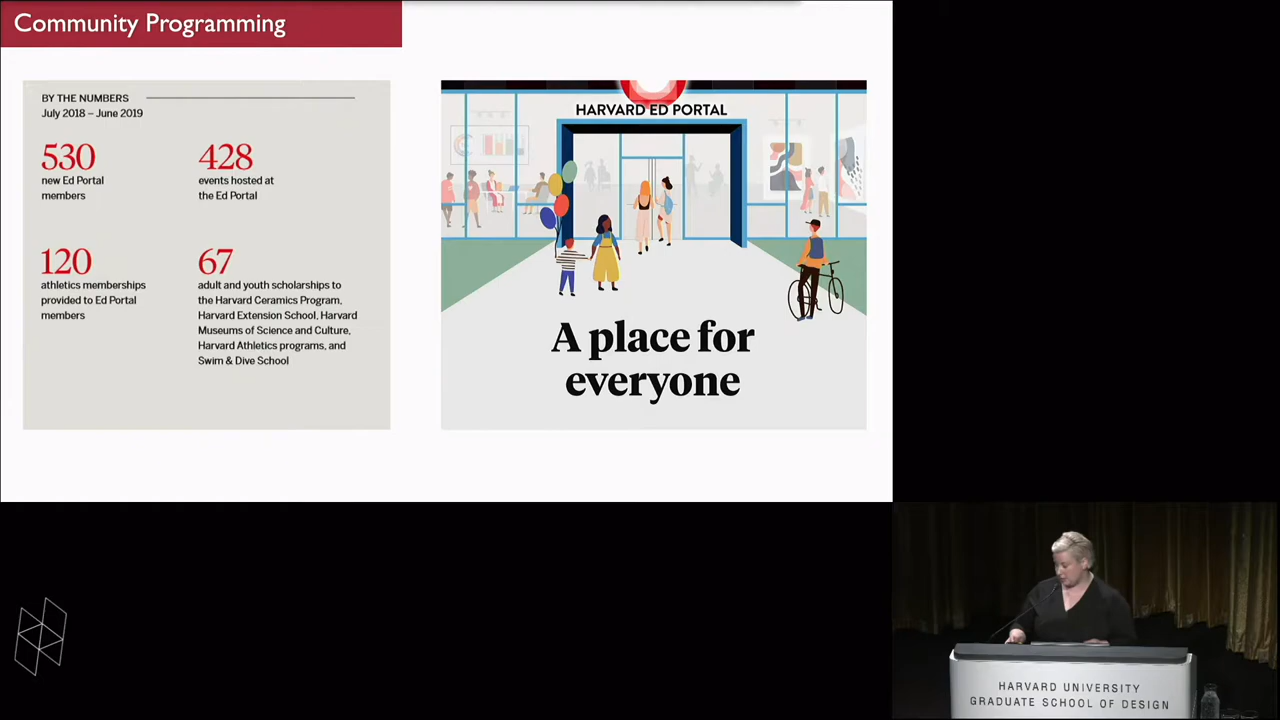 Community Programming
BY THE NUMBERS
July 2018 – June 2019
530
new Ed Portal
members
428
events hosted at
the Ed Portal
120
athletics memberships
provided to Ed Portal
members
67
adult and youth scholarships to
the Harvard Ceramics Program,
Harvard Extension School, Harvard
Museums of Science and Culture,
Harvard Athletics programs, and
Swim & Dive School
HARVARD ED PORTAL
A place for
everyone
HARVARD UNIVERSITY
GRADUATE SCHOOL OF DESIGN